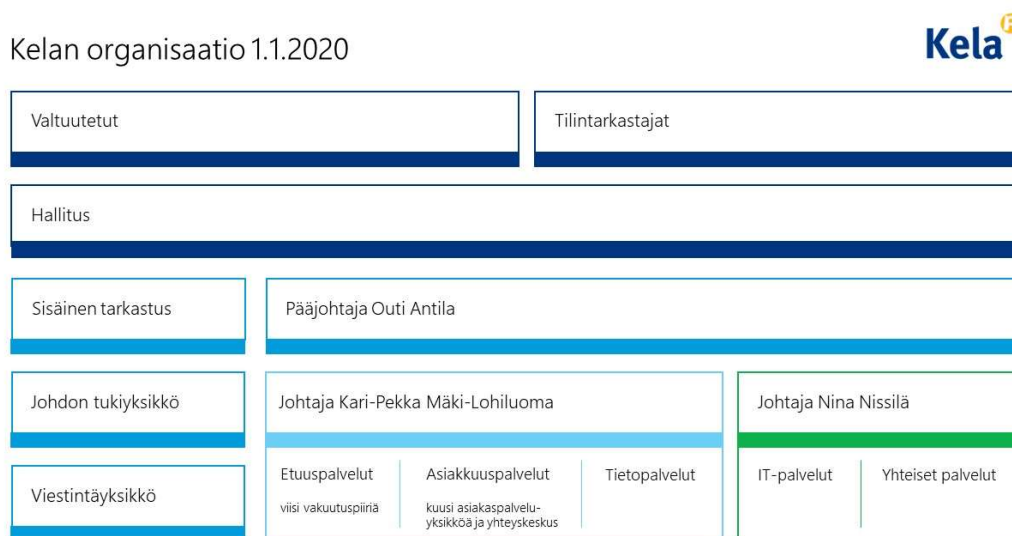 Kelan organisaatio 1.1.2020
Kela
Valtuutetut
Tilintarkastajat
Hallitus
Sisäinen tarkastus
Pääjohtaja Outi Antila
Johdon tukiyksikkö
Johtaja Kari-Pekka Mäki-Lohiluoma
Johtaja Nina Nissilä
Viestintäyksikkö
Etuuspalvelut
viisi vakuutuspiiriä
Asiakkuuspalvelut
kuusi asiakaspalvelu-
yksikköä ja yhteyskeskus
Tietopalvelut
IT-palvelut
Yhteiset palvelut